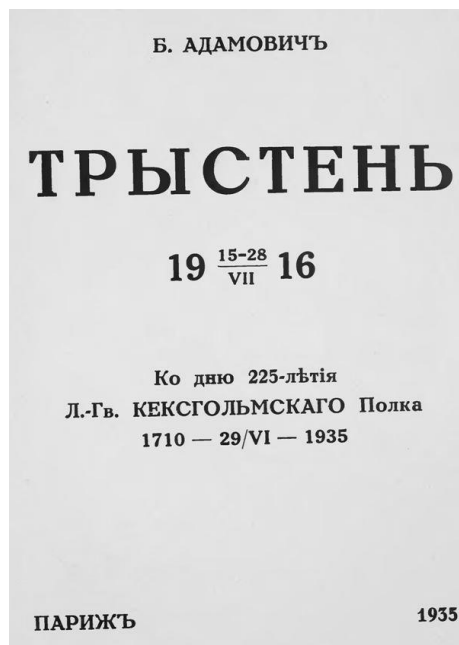 Б. АДАМОВИЧЪ
ТРЫСТЕНЬ
19 15-28/VII 16
Ко дню 225-лѣтія
Л.-Гв. КЕКСГОЛЬМСКАГО Полка
1710 — 29/VI — 1935
ПАРИЖЪ 1935